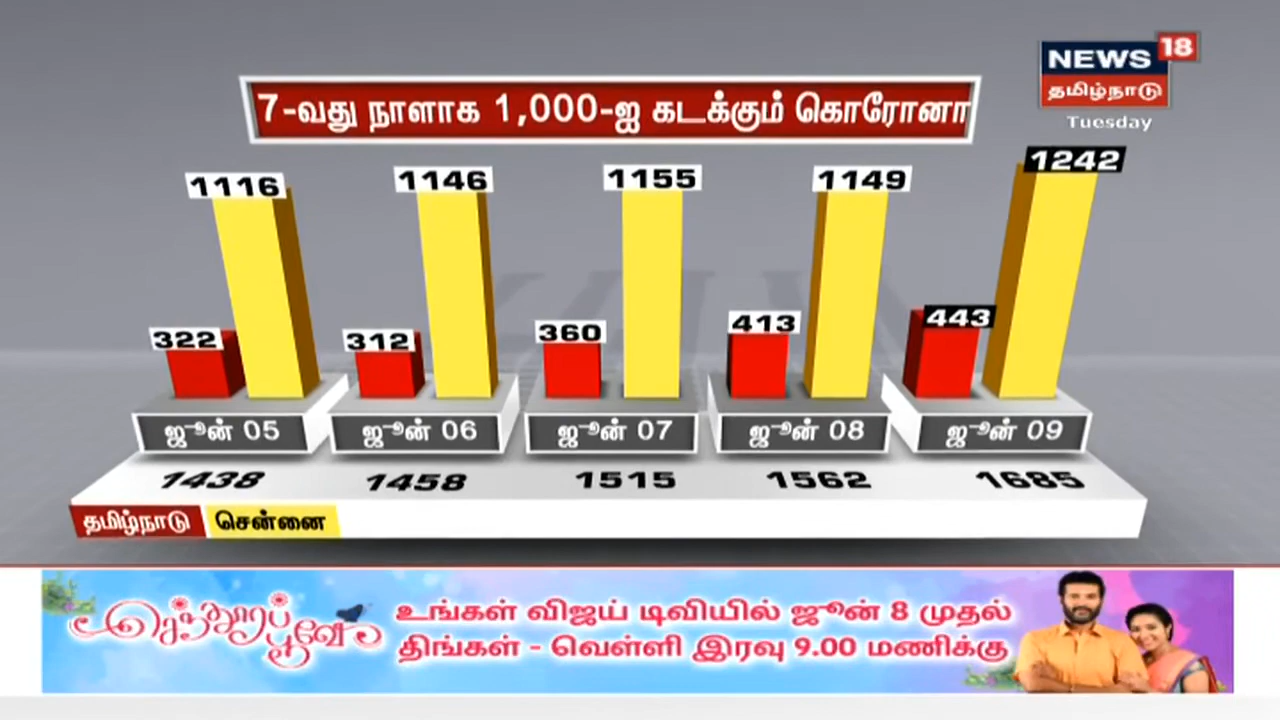 NEWS 18
தமிழ்நாடு
Tuesday
7-வது நாளாக 1,000-ஐ கடக்கும் கொரோனா
1116 1146 1155 1149 1242
322 312 360 413 443
ஜூன் 05 ஜூன் 06 ஜூன் 07 ஜூன் 08 ஜூன் 09
1438 1458 1515 1562 1685
தமிழ்நாடு சென்னை
செந்தூரப் பூவே
உங்கள் விஜய் டிவியில் ஜூன் 8 முதல்
திங்கள் - வெள்ளி இரவு 9.00 மணிக்கு